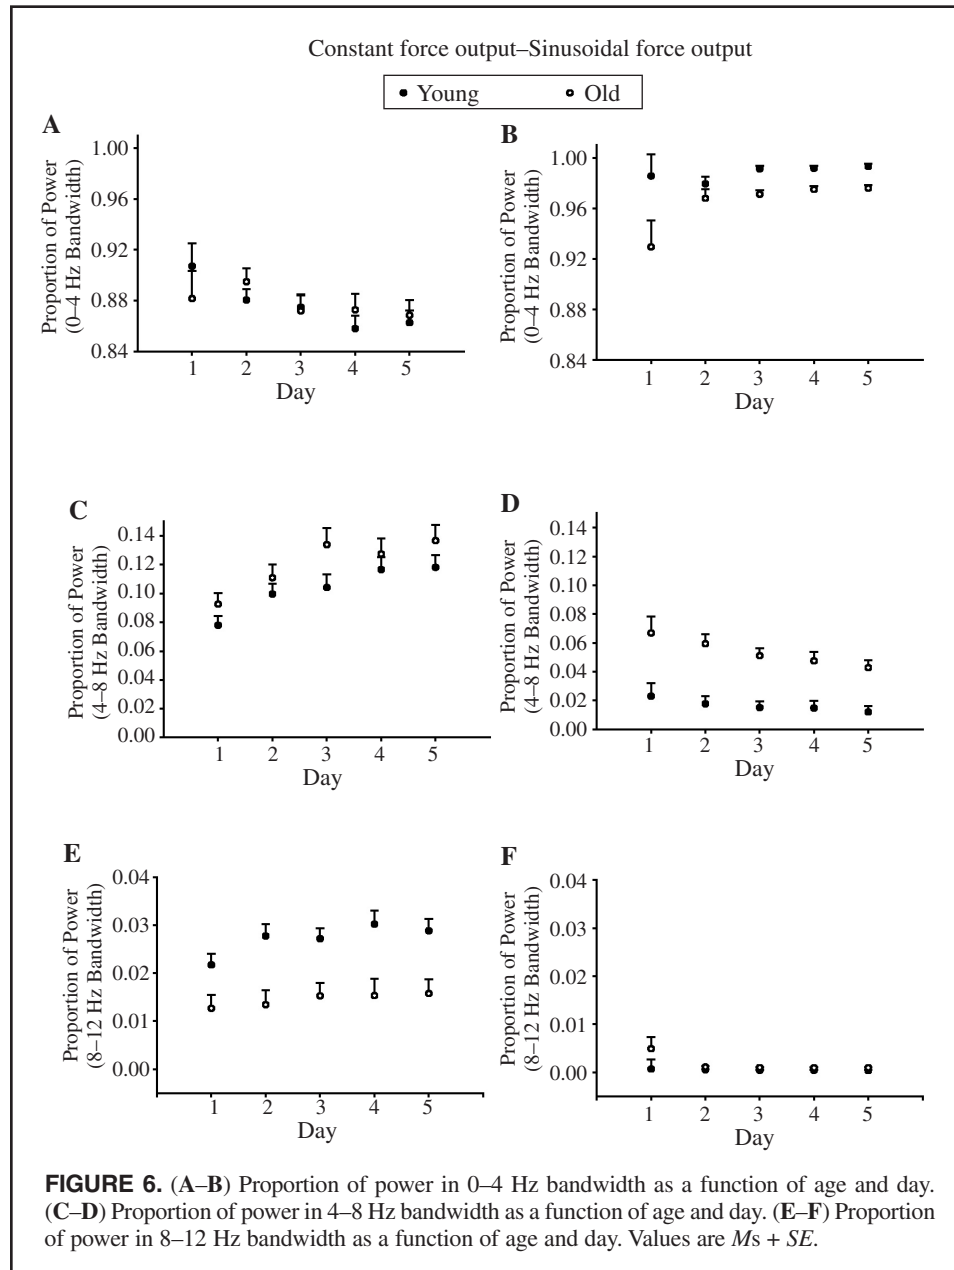 Constant force output–Sinusoidal force output
Young Old
A
Proportion of Power
(0–4 Hz Bandwidth)
1.00
0.96
0.92
0.88
0.84
1 2 3 4 5
Day
B
Proportion of Power
(0–4 Hz Bandwidth)
1.00
0.96
0.92
0.88
0.84
1 2 3 4 5
Day
C
Proportion of Power
(4–8 Hz Bandwidth)
0.14
0.12
0.10
0.08
0.06
0.04
0.02
0.00
1 2 3 4 5
Day
D
Proportion of Power
(4–8 Hz Bandwidth)
0.14
0.12
0.10
0.08
0.06
0.04
0.02
0.00
1 2 3 4 5
Day
E
Proportion of Power
(8–12 Hz Bandwidth)
0.04
0.03
0.02
0.01
0.00
1 2 3 4 5
Day
F
Proportion of Power
(8–12 Hz Bandwidth)
0.04
0.03
0.02
0.01
0.00
1 2 3 4 5
Day
FIGURE 6. (A–B) Proportion of power in 0–4 Hz bandwidth as a function of age and day.
(C–D) Proportion of power in 4–8 Hz bandwidth as a function of age and day. (E–F) Proportion
of power in 8–12 Hz bandwidth as a function of age and day. Values are Ms + SE.